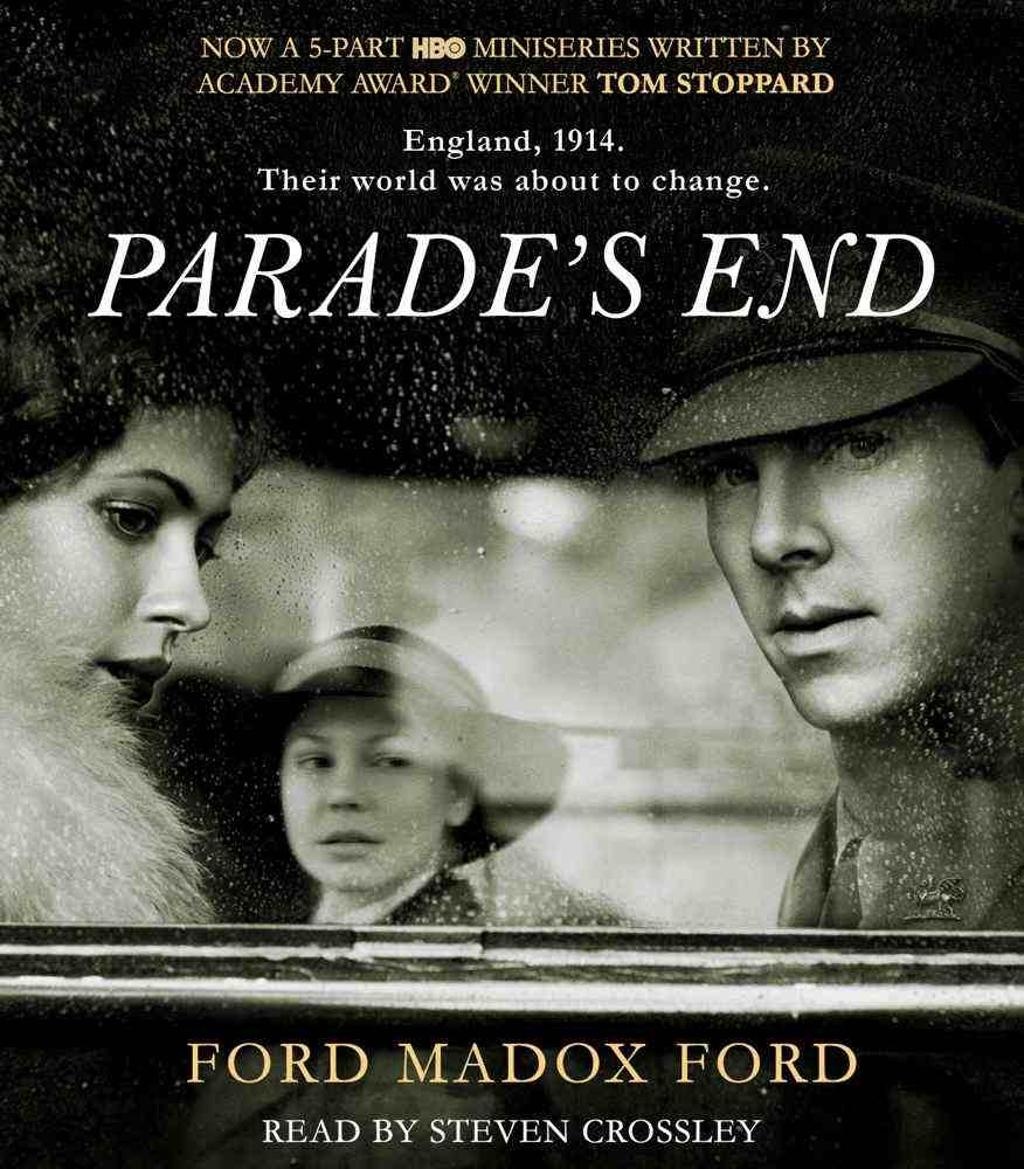 NOW A 5-PART HBO MINISERIES WRITTEN BY
ACADEMY AWARD® WINNER TOM STOPPARD
England, 1914.
Their world was about to change.
PARADE'S END
FORD MADOX FORD
READ BY STEVEN CROSSLEY